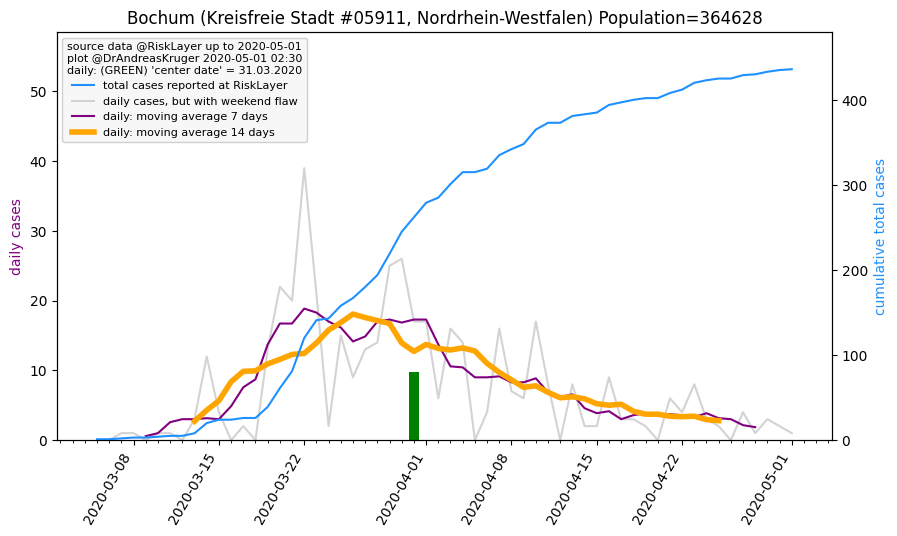 Bochum (Kreisfreie Stadt #05911, Nordrhein-Westfalen) Population=364628
source data @RiskLayer up to 2020-05-01
plot @DrAndreasKruger 2020-05-01 02:30
daily: (GREEN) 'center date' = 31.03.2020
total cases reported at RiskLayer
daily cases, but with weekend flaw
daily: moving average 7 days
daily: moving average 14 days
daily cases
0
10
20
30
40
50
cumulative total cases
0
100
200
300
400
2020-03-08
2020-03-15
2020-03-22
2020-04-01
2020-04-08
2020-04-15
2020-04-22
2020-05-01